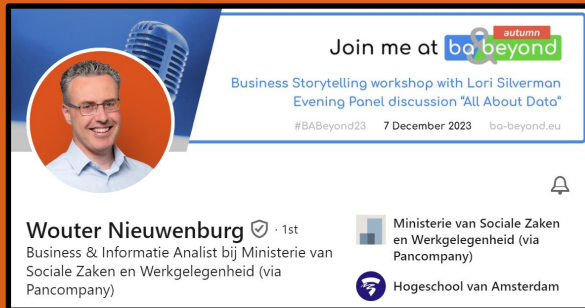 autumn
Join me at ba & beyond
Business Storytelling workshop with Lori Silverman
Evening Panel discussion "All About Data"
#BABeyond23 7 December 2023 ba-beyond.eu
Wouter Nieuwenburg · 1st
Business & Informatie Analist bij Ministerie van
Sociale Zaken en Werkgelegenheid (via
Pancompany)
Ministerie van Sociale Zaken
en Werkgelegenheid (via
Pancompany)
Hogeschool van Amsterdam